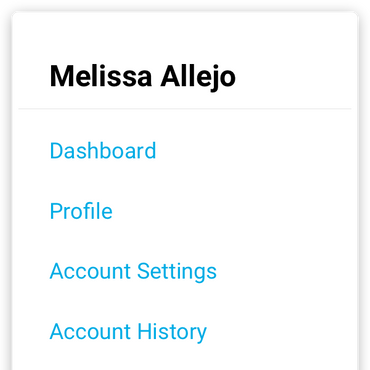 Melissa Allejo
Dashboard
Profile
Account Settings
Account History